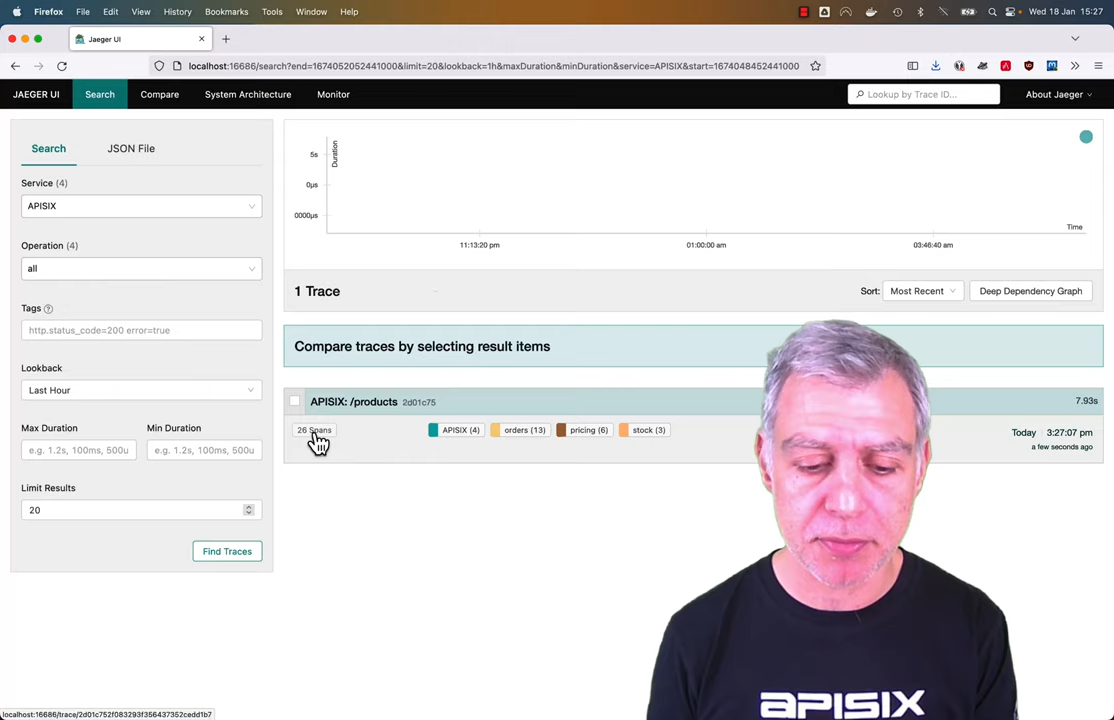 Firefox File Edit View History Bookmarks Tools Window Help Wed 18 Jan 15:27
Jaeger UI
localhost:16686/search?end=1674052052441000&limit=20&lookback=1h&maxDuration&minDuration&service=APISIX&start=1674048452441000
JAEGER UI Search Compare System Architecture Monitor Lookup by Trace ID... About Jaeger
Search JSON File
Service (4)
APISIX
Operation (4)
all
Tags
http.status_code=200 error=true
Lookback
Last Hour
Max Duration Min Duration
e.g. 1.2s, 100ms, 500u e.g. 1.2s, 100ms, 500u
Limit Results
20
Find Traces
Duration
5s
0μs
0000μs
Time
11:13:20 pm 01:00:00 am 03:46:40 am
1 Trace Sort: Most Recent Deep Dependency Graph
Compare traces by selecting result items
APISIX: /products 2d01c75 7.93s
26 Spans APISIX (4) orders (13) pricing (6) stock (3) Today 3:27:07 pm
a few seconds ago
APISIX
localhost:16686/trace/2d01c752f083293f356437352cedd1b7